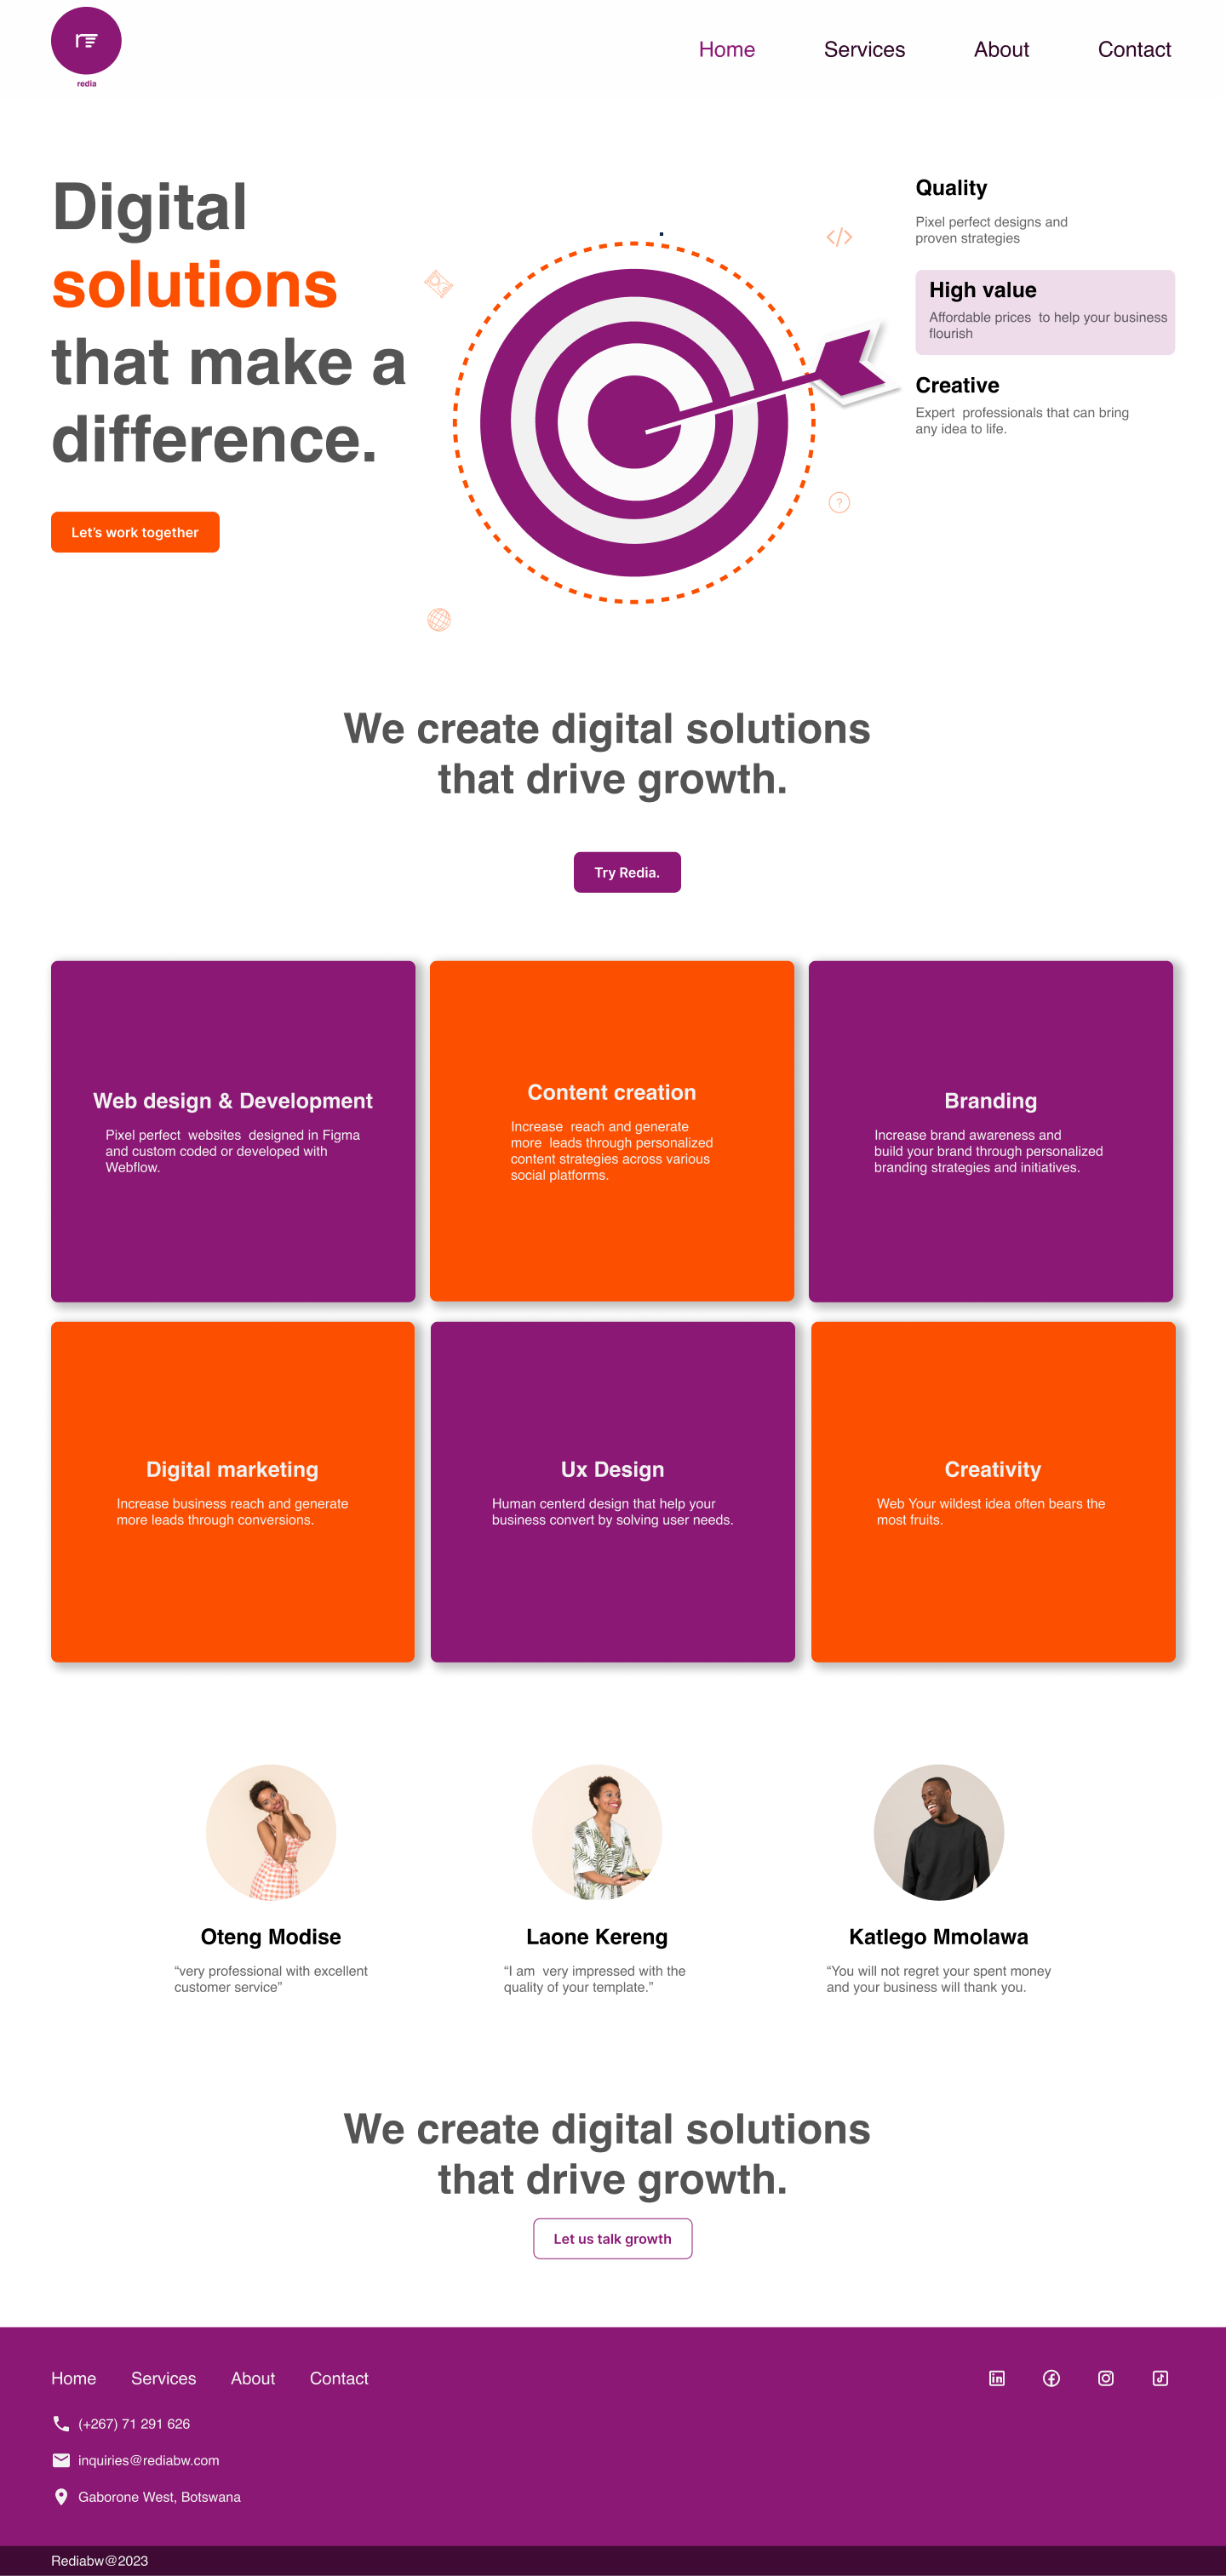 redia
Home
Services
About
Contact
Digital
solutions
that make a
difference.
Let's work together
Quality
Pixel perfect designs and
proven strategies
High value
Affordable prices to help your business
flourish
Creative
Expert professionals that can bring
any idea to life.
?
We create digital solutions
that drive growth.
Try Redia.
Web design & Development
Pixel perfect websites designed in Figma
and custom coded or developed with
Webflow.
Content creation
Increase reach and generate
more leads through personalized
content strategies across various
social platforms.
Branding
Increase brand awareness and
build your brand through personalized
branding strategies and initiatives.
Digital marketing
Increase business reach and generate
more leads through conversions.
Ux Design
Human centerd design that help your
business convert by solving user needs.
Creativity
Web Your wildest idea often bears the
most fruits.
Oteng Modise
“very professional with excellent
customer service”
Laone Kereng
“I am very impressed with the
quality of your template.”
Katlego Mmolawa
“You will not regret your spent money
and your business will thank you.
We create digital solutions
that drive growth.
Let us talk growth
Home
Services
About
Contact
in
(+267) 71 291 626
inquiries@rediabw.com
Gaborone West, Botswana
Rediabw@2023